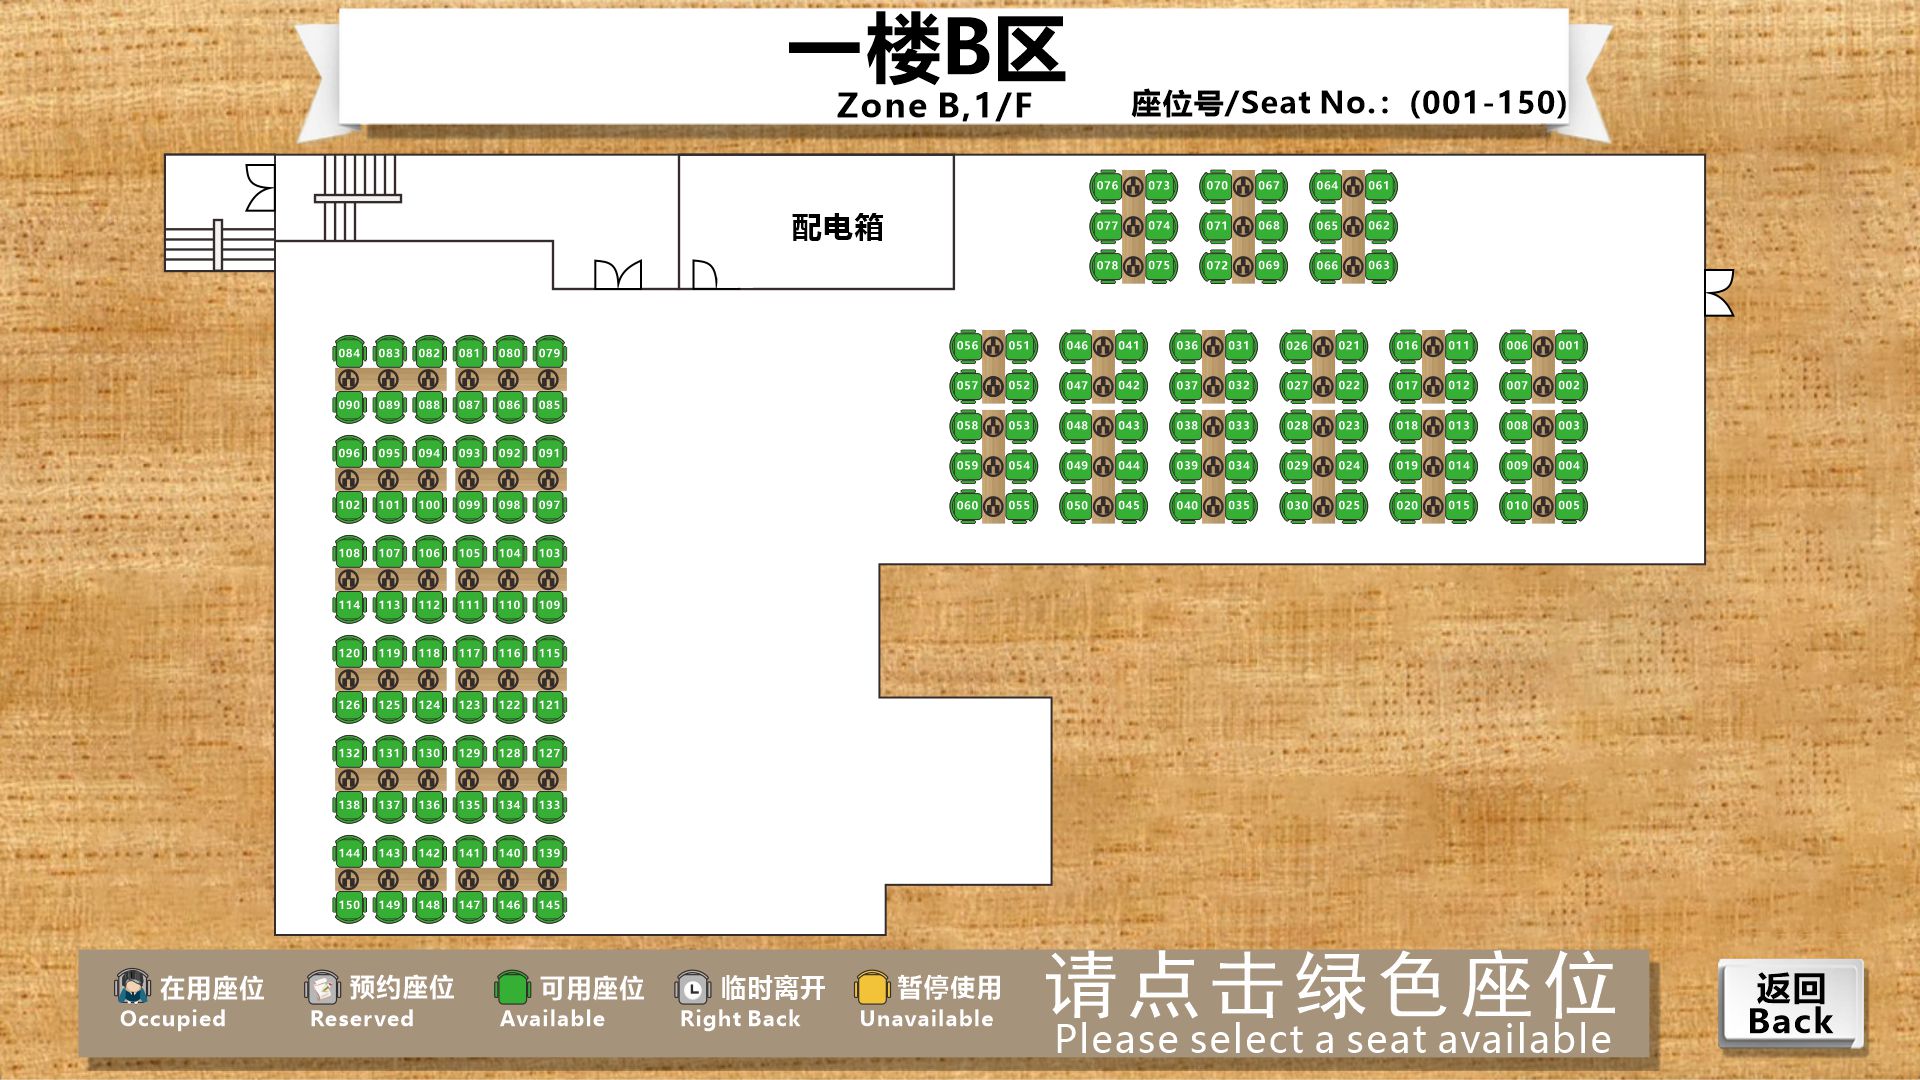 一楼B区
Zone B,1/F
座位号/Seat No.：(001-150)
配电箱
076 073 070 067 064 061
077 074 071 068 065 062
078 075 072 069 066 063
056 051 046 041 036 031 026 021 016 011 006 001
057 052 047 042 037 032 027 022 017 012 007 002
058 053 048 043 038 033 028 023 018 013 008 003
059 054 049 044 039 034 029 024 019 014 009 004
060 055 050 045 040 035 030 025 020 015 010 005
084 083 082 081 080 079
090 089 088 087 086 085
096 095 094 093 092 091
102 101 100 099 098 097
108 107 106 105 104 103
114 113 112 111 110 109
120 119 118 117 116 115
126 125 124 123 122 121
132 131 130 129 128 127
138 137 136 135 134 133
144 143 142 141 140 139
150 149 148 147 146 145
在用座位
Occupied
预约座位
Reserved
可用座位
Available
临时离开
Right Back
暂停使用
Unavailable
请点击绿色座位
Please select a seat available
返回
Back